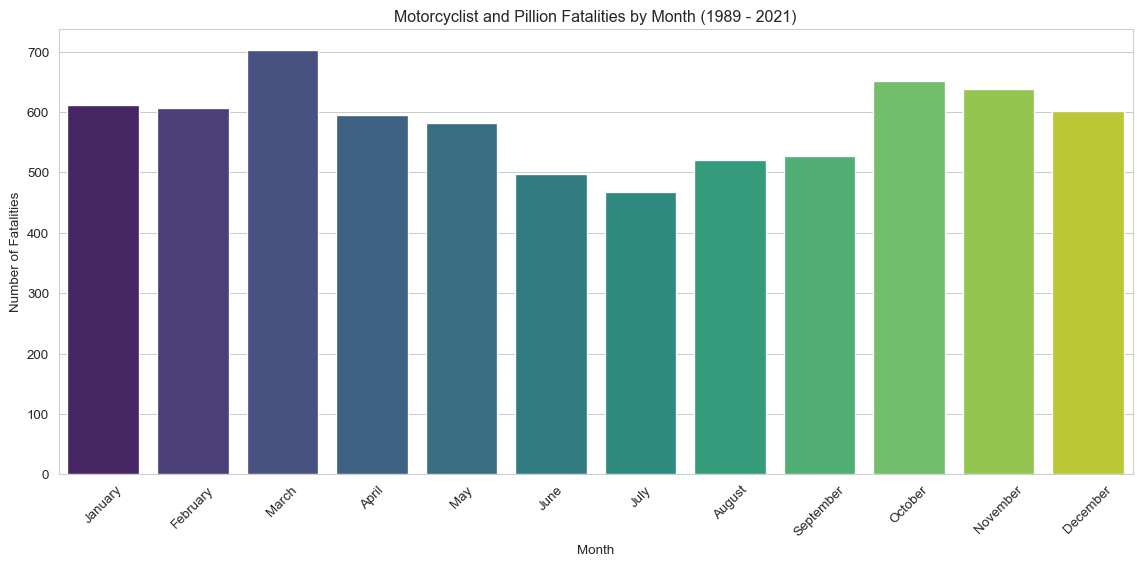 Motorcyclist and Pillion Fatalities by Month (1989 - 2021)
Number of Fatalities
700
600
500
400
300
200
100
0
January
February
March
April
May
June
July
August
September
October
November
December
Month